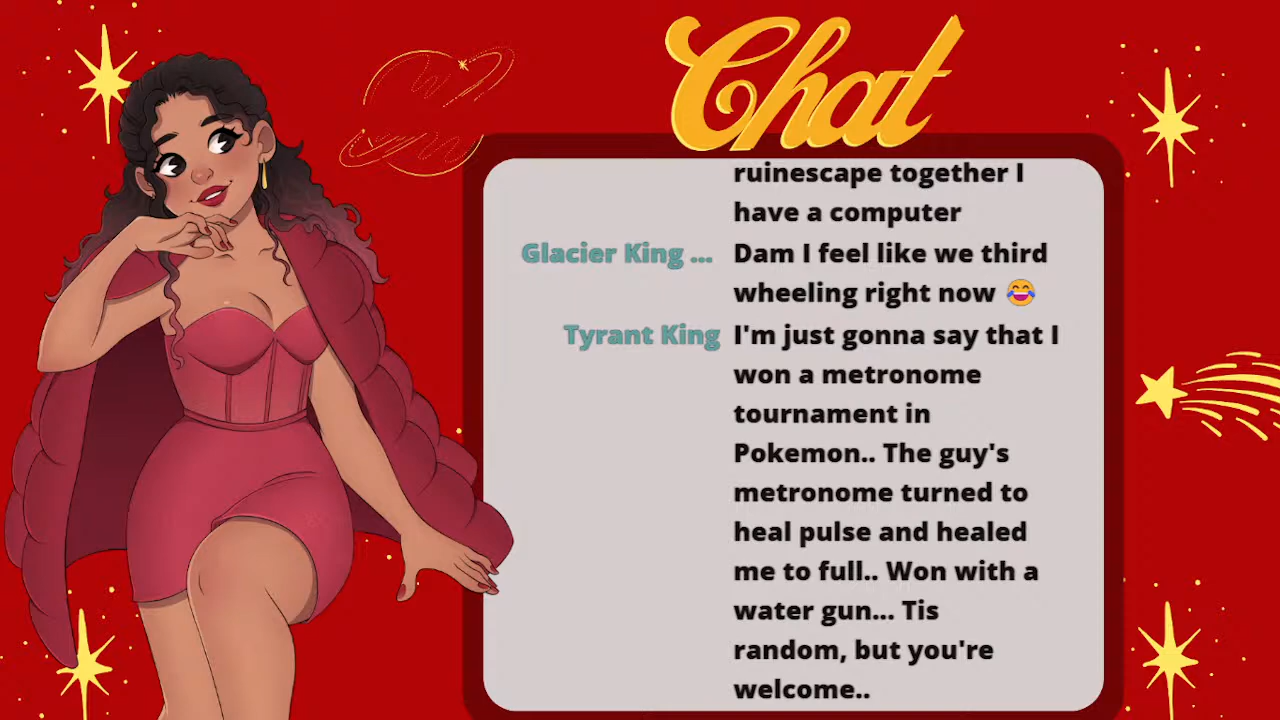 Chat
ruinescape together I
have a computer
Glacier King ... Dam I feel like we third
wheeling right now 😂
Tyrant King I'm just gonna say that I
won a metronome
tournament in
Pokemon.. The guy's
metronome turned to
heal pulse and healed
me to full.. Won with a
water gun... Tis
random, but you're
welcome..